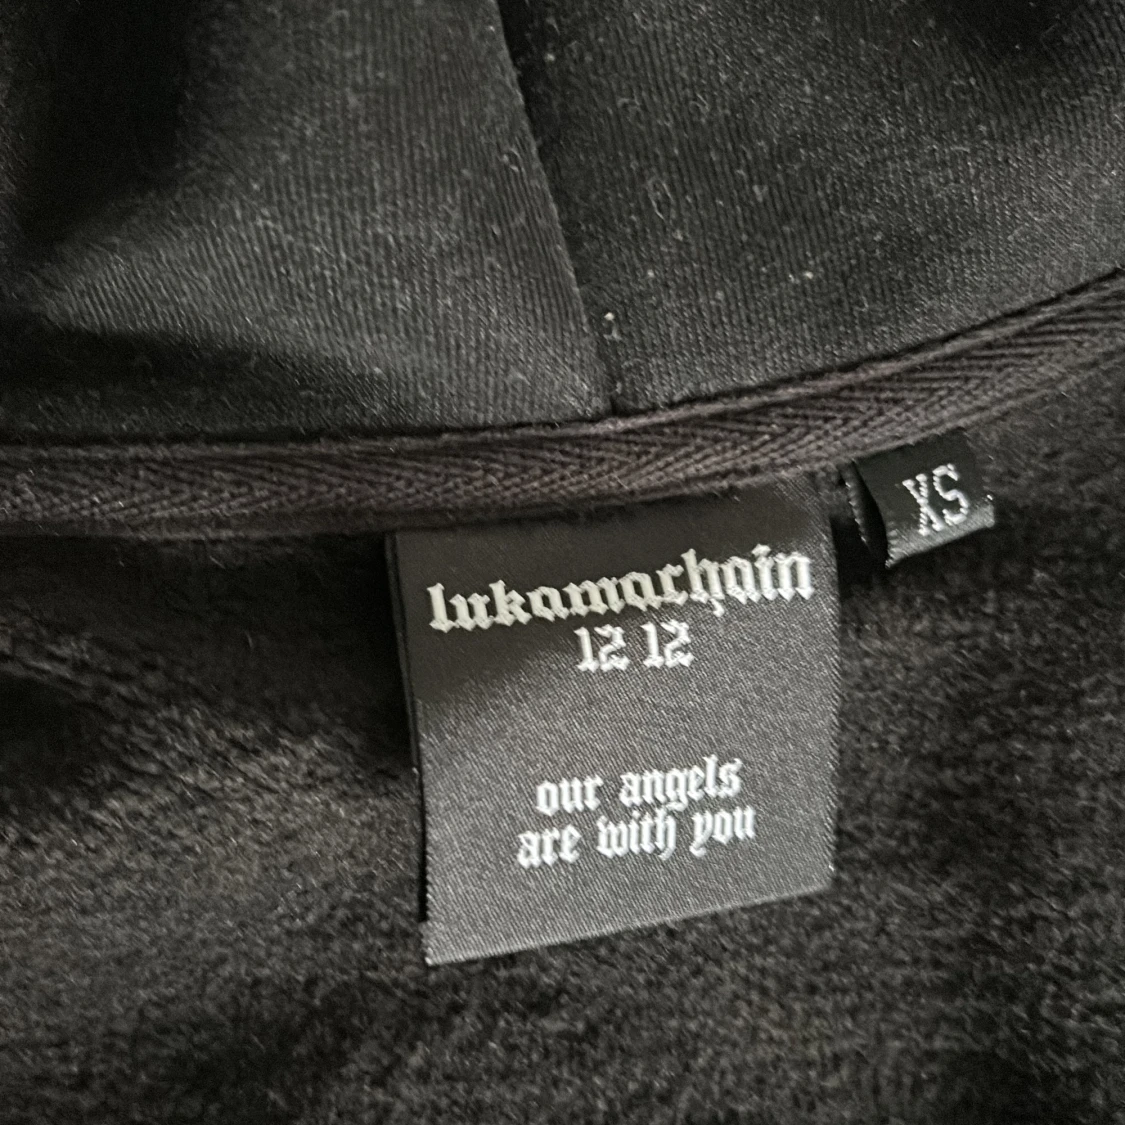 lukamachain
12 12
our angels
are with you
XS